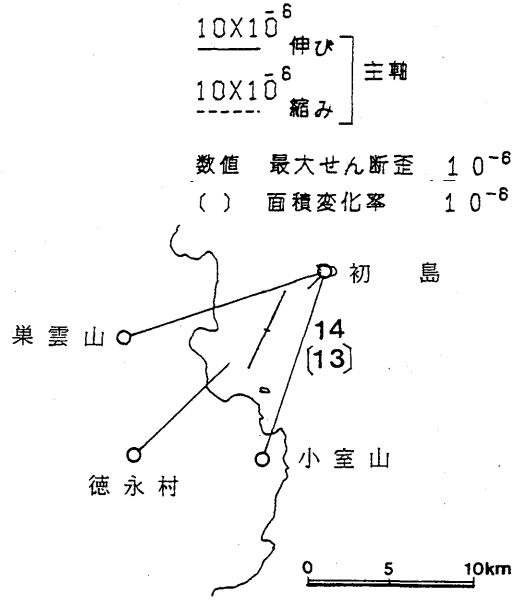 10X10⁻⁶
伸び
10X10⁻⁶
縮み
主軸
数値 最大せん断歪 10⁻⁶
( ) 面積変化率 10⁻⁶
初島
巣雲山
14
(13)
徳永村
小室山
0 5 10km